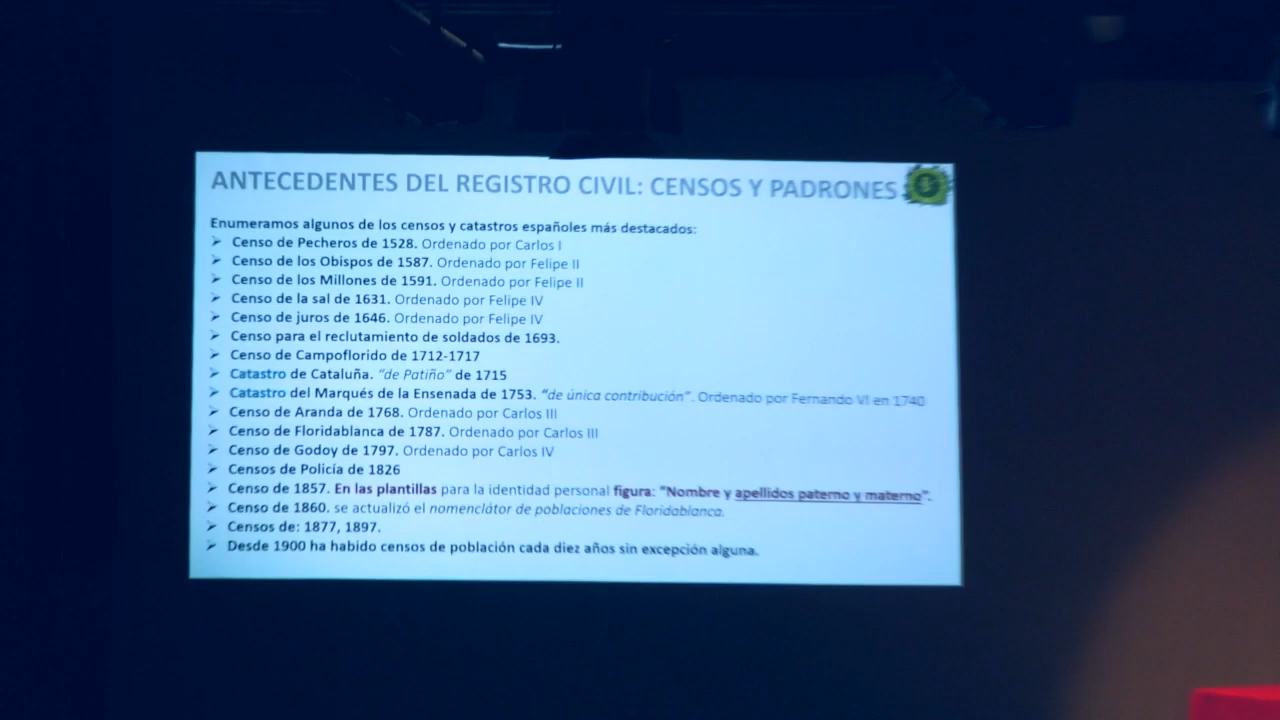 ANTECEDENTES DEL REGISTRO CIVIL: CENSOS Y PADRONES
Enumeramos algunos de los censos y catastros españoles más destacados:
➢ Censo de Pecheros de 1528. Ordenado por Carlos I
➢ Censo de los Obispos de 1587. Ordenado por Felipe II
➢ Censo de los Millones de 1591. Ordenado por Felipe II
➢ Censo de la sal de 1631. Ordenado por Felipe IV
➢ Censo de juros de 1646. Ordenado por Felipe IV
➢ Censo para el reclutamiento de soldados de 1693.
➢ Censo de Campoflorido de 1712-1717
➢ Catastro de Cataluña. “de Patiño” de 1715
➢ Catastro del Marqués de la Ensenada de 1753. “de única contribución”. Ordenado por Fernando VI en 1740
➢ Censo de Aranda de 1768. Ordenado por Carlos III
➢ Censo de Floridablanca de 1787. Ordenado por Carlos III
➢ Censo de Godoy de 1797. Ordenado por Carlos IV
➢ Censos de Policía de 1826
➢ Censo de 1857. En las plantillas para la identidad personal figura: “Nombre y apellidos paterno y materno”.
➢ Censo de 1860. se actualizó el nomenclátor de poblaciones de Floridablanca.
➢ Censos de: 1877, 1897.
➢ Desde 1900 ha habido censos de población cada diez años sin excepción alguna.